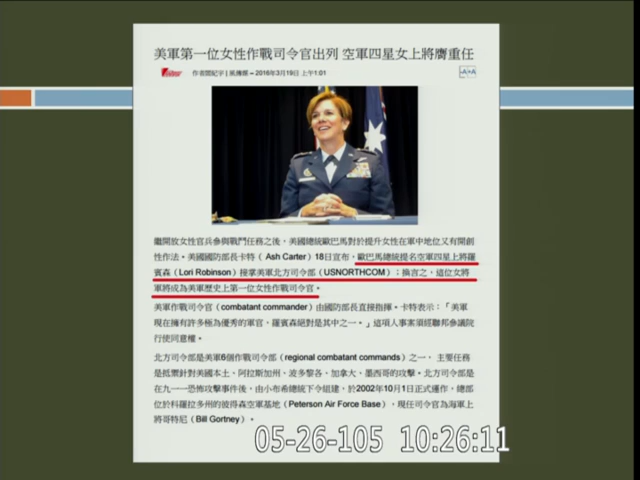 美軍第一位女性作戰司令官出列 空軍四星女上將膺重任
作者閻紀宇 | 風傳媒 – 2016年3月19日 上午1:01
-A +A
繼開放女性官兵參與戰鬥任務之後，美國總統歐巴馬對於提升女性在軍中地位又有開創
性作法。美國國防部長卡特（ Ash Carter）18日宣布，歐巴馬總統提名空軍四星上將羅
賓森（Lori Robinson）接掌美軍北方司令部（USNORTHCOM）；換言之，這位女將
軍將成為美軍歷史上第一位女性作戰司令官。
美軍作戰司令官（combatant commander）由國防部長直接指揮。卡特表示：「美軍
現在擁有許多極為優秀的軍官，羅賓森絕對是其中之一。」這項人事案須經聯邦參議院
行使同意權。
北方司令部是美軍6個作戰司令部（regional combatant commands）之一， 主要任務
是抵禦針對美國本土、阿拉斯加州、波多黎各、加拿大、墨西哥的攻擊。北方司令部是
在九一一恐怖攻擊事件後，由小布希總統下令組建，於2002年10月1日正式運作，總部
位於科羅拉多州的彼得森空軍基地（Peterson Air Force Base），現任司令官為海軍上
將哥特尼（Bill Gortney）。
05-26-105 10:26:11